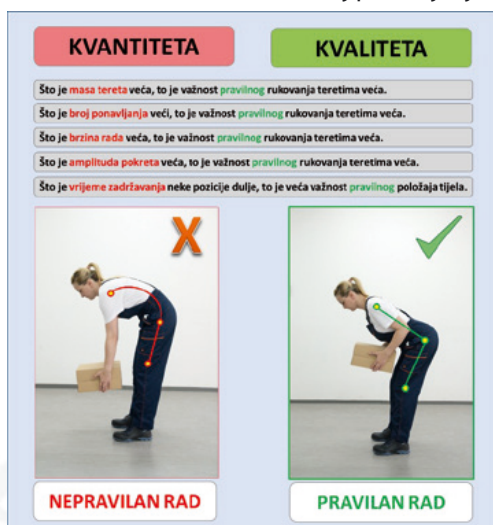 KVANTITETA
KVALITETA
Što je masa tereta veća, to je važnost pravilnog rukovanja teretima veća.
Što je broj ponavljanja veći, to je važnost pravilnog rukovanja teretima veća.
Što je brzina rada veća, to je važnost pravilnog rukovanja teretima veća.
Što je amplituda pokreta veća, to je važnost pravilnog rukovanja teretima veća.
Što je vrijeme zadržavanja neke pozicije dulje, to je veća važnost pravilnog položaja tijela.
X
NEPRAVILAN RAD
PRAVILAN RAD